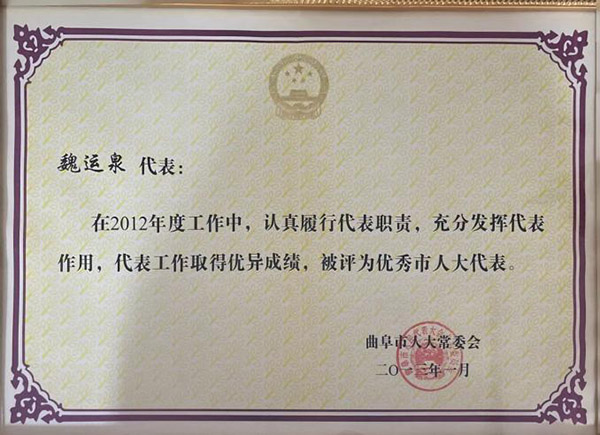 魏运泉代表：
在2012年度工作中，认真履行代表职责，充分发挥代表
作用，代表工作取得优异成绩，被评为优秀市人大代表。
曲阜市人大常委会
二〇一三年一月